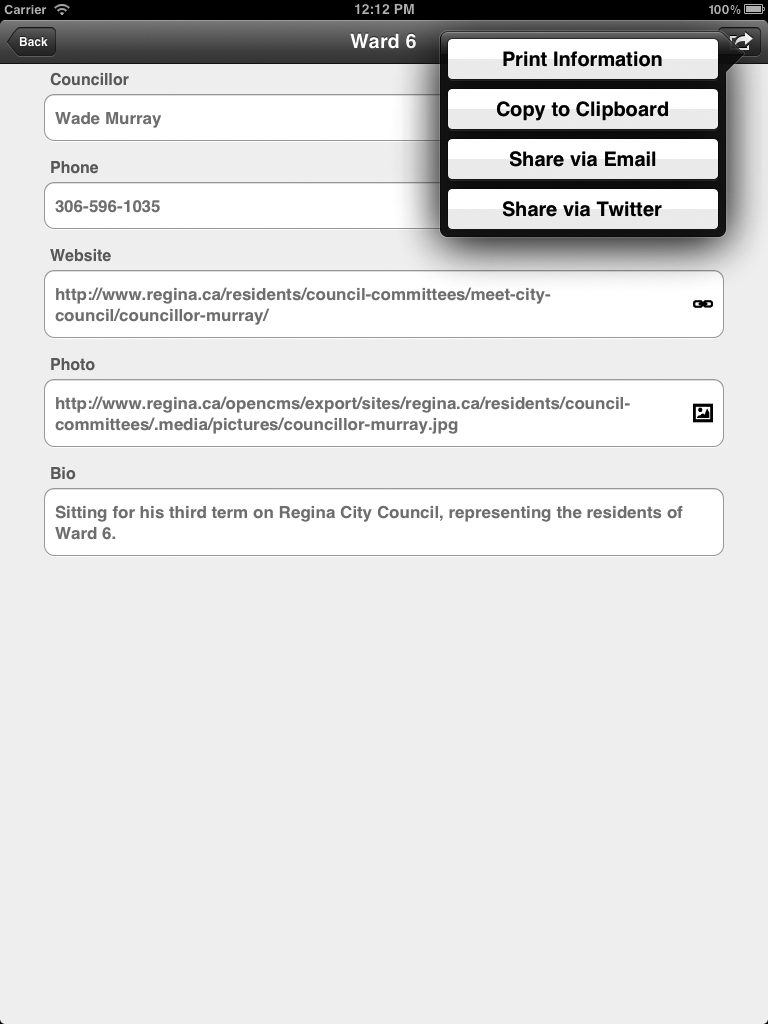 Carrier 12:12 PM 100%
Back Ward 6
Print Information
Copy to Clipboard
Share via Email
Share via Twitter
Councillor
Wade Murray
Phone
306-596-1035
Website
http://www.regina.ca/residents/council-committees/meet-city-
council/councillor-murray/
Photo
http://www.regina.ca/opencms/export/sites/regina.ca/residents/council-
committees/.media/pictures/councillor-murray.jpg
Bio
Sitting for his third term on Regina City Council, representing the residents of
Ward 6.